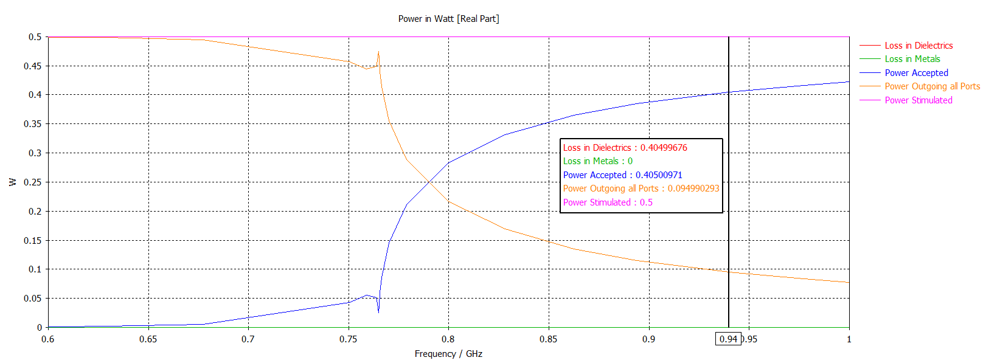 Power in Watt [Real Part]
0.5
0.45
0.4
0.35
0.3
0.25
0.2
0.15
0.1
0.05
0
W
0.6
0.65
0.7
0.75
0.8
0.85
0.9
0.94
0.95
1
Frequency / GHz
Loss in Dielectrics
Loss in Metals
Power Accepted
Power Outgoing all Ports
Power Stimulated
Loss in Dielectrics : 0.40499676
Loss in Metals : 0
Power Accepted : 0.40500971
Power Outgoing all Ports : 0.094990293
Power Stimulated : 0.5